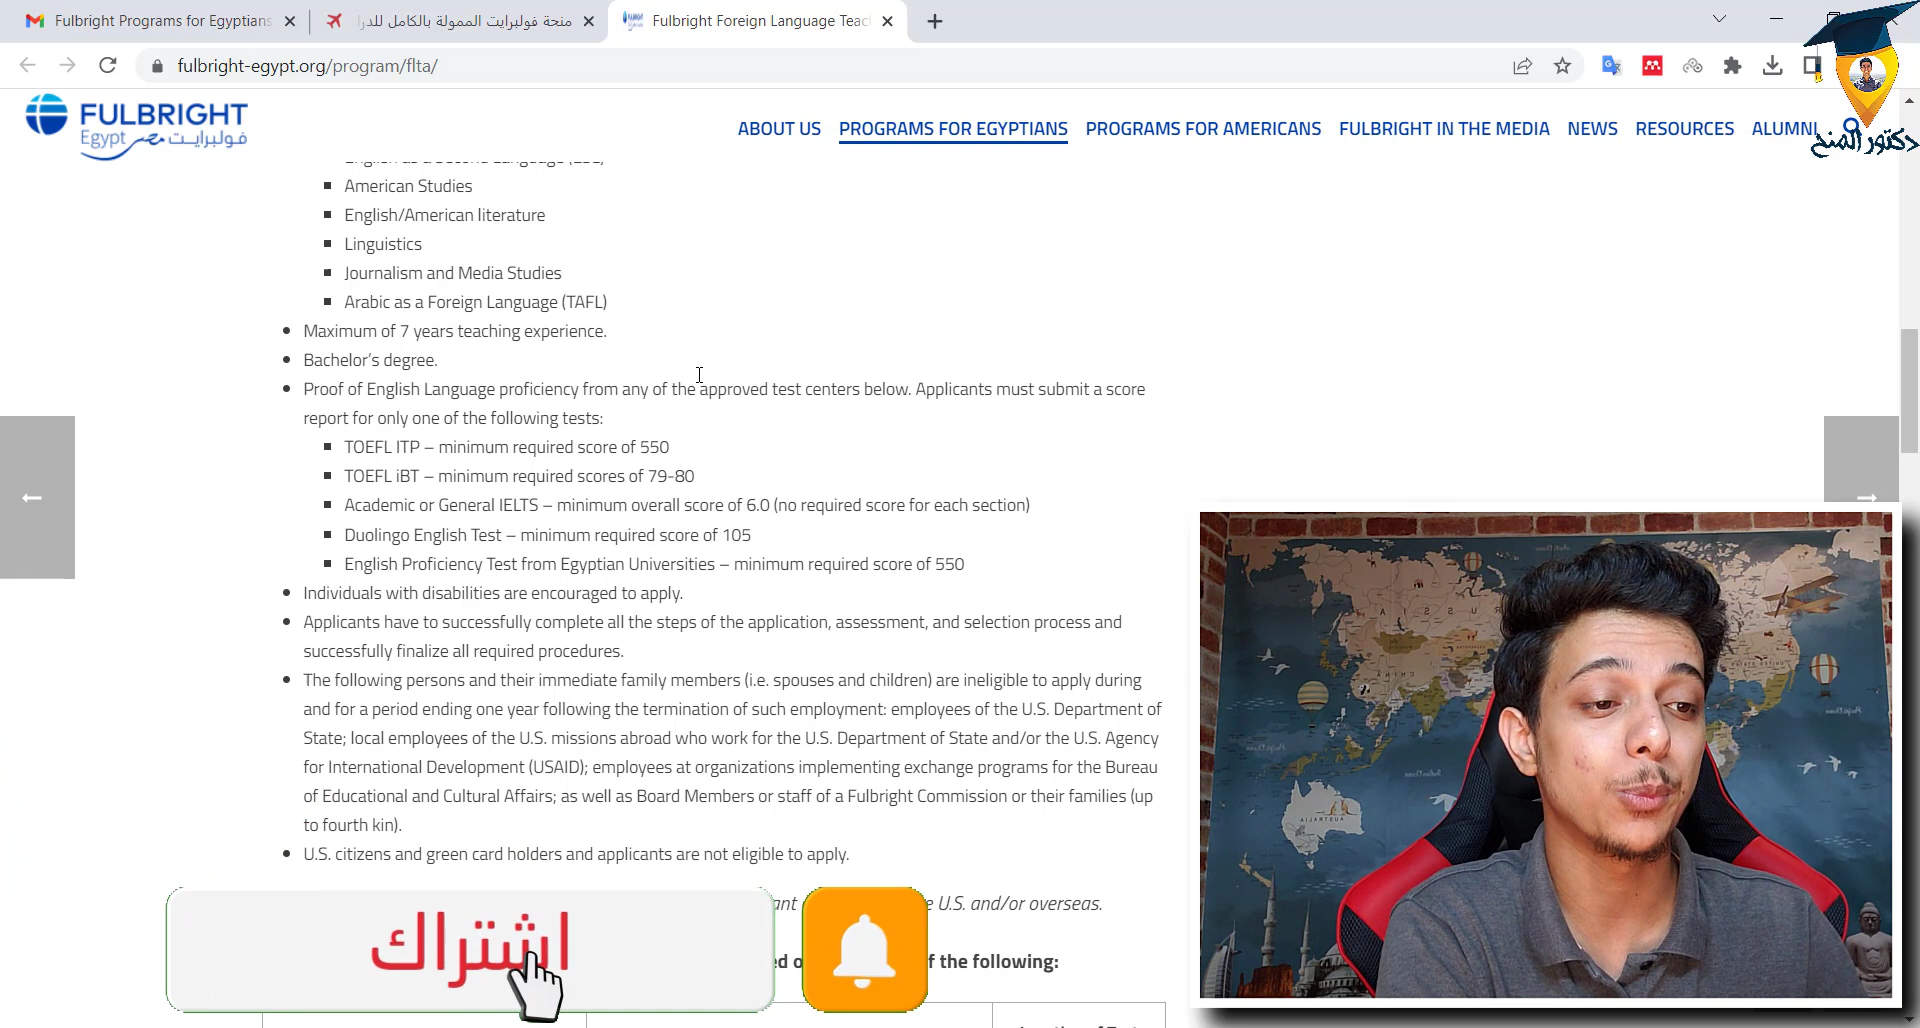 Fulbright Programs for Egyptians
منحة فولبرايت الممولة بالكامل للدرا
Fulbright Foreign Language Teac
fulbright-egypt.org/program/flta/
FULBRIGHT
Egypt مصر فولبرايت
ABOUT US PROGRAMS FOR EGYPTIANS PROGRAMS FOR AMERICANS FULBRIGHT IN THE MEDIA NEWS RESOURCES ALUMNI
دكتور المنح
English as a Second Language (ESL)
American Studies
English/American literature
Linguistics
Journalism and Media Studies
Arabic as a Foreign Language (TAFL)
Maximum of 7 years teaching experience.
Bachelor’s degree.
Proof of English Language proficiency from any of the approved test centers below. Applicants must submit a score
report for only one of the following tests:
TOEFL ITP – minimum required score of 550
TOEFL iBT – minimum required scores of 79-80
Academic or General IELTS – minimum overall score of 6.0 (no required score for each section)
Duolingo English Test – minimum required score of 105
English Proficiency Test from Egyptian Universities – minimum required score of 550
Individuals with disabilities are encouraged to apply.
Applicants have to successfully complete all the steps of the application, assessment, and selection process and
successfully finalize all required procedures.
The following persons and their immediate family members (i.e. spouses and children) are ineligible to apply during
and for a period ending one year following the termination of such employment: employees of the U.S. Department of
State; local employees of the U.S. missions abroad who work for the U.S. Department of State and/or the U.S. Agency
for International Development (USAID); employees at organizations implementing exchange programs for the Bureau
of Educational and Cultural Affairs; as well as Board Members or staff of a Fulbright Commission or their families (up
to fourth kin).
U.S. citizens and green card holders and applicants are not eligible to apply.
U.S. and/or overseas.
f the following:
اشتراك
RUSSIA
CHINA
AUSTRALIA